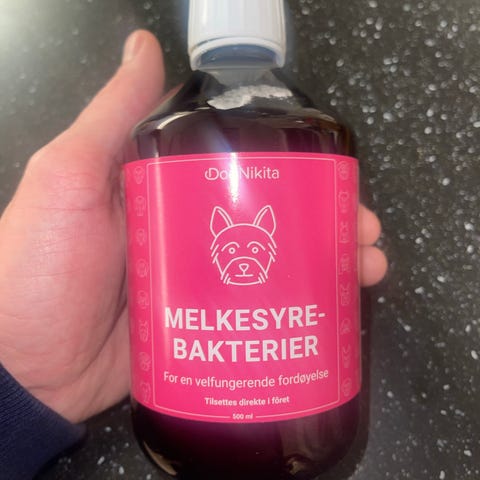 DogNikita
MELKESYRE-
BAKTERIER
For en velfungerende fordøyelse
Tilsettes direkte i fôret
500 ml